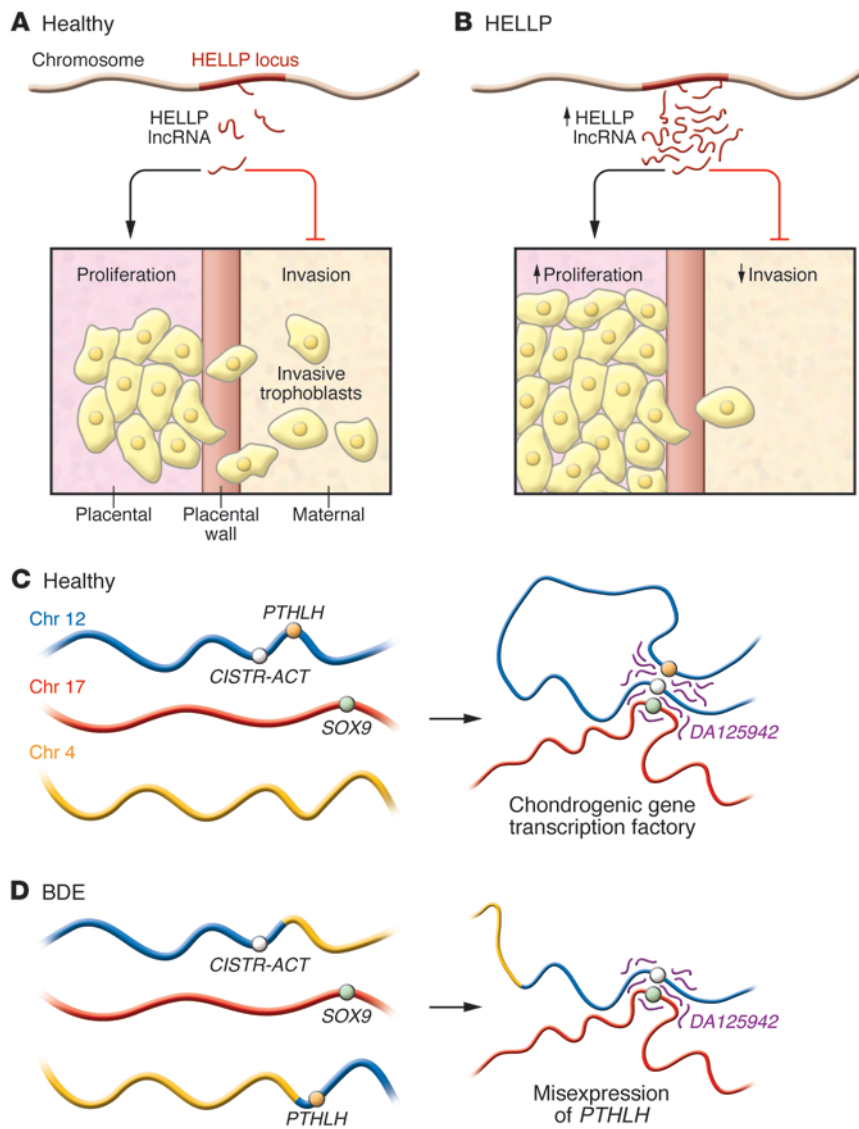 A Healthy
Chromosome
HELLP locus
HELLP
lncRNA
Proliferation
Invasion
Invasive
trophoblasts
Placental
Placental
wall
Maternal
B HELLP
HELLP
lncRNA
Proliferation
Invasion
C Healthy
Chr 12
PTHLH
CISTR-ACT
Chr 17
SOX9
Chr 4
DA125942
Chondrogenic gene
transcription factory
D BDE
CISTR-ACT
SOX9
PTHLH
DA125942
Misexpression
of PTHLH